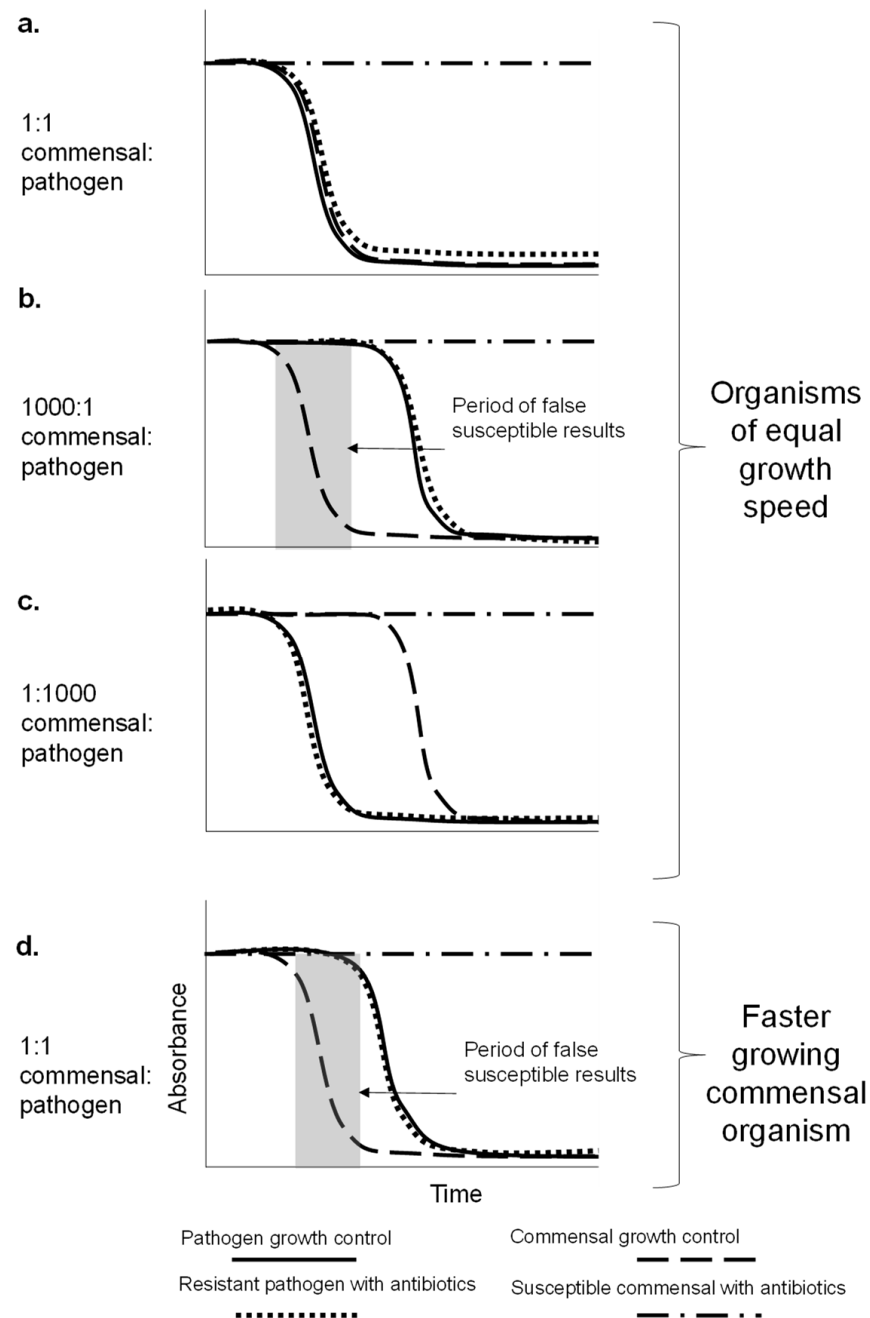 a.
1:1
commensal:
pathogen
b.
1000:1
commensal:
pathogen
Period of false
susceptible results
c.
1:1000
commensal:
pathogen
Organisms
of equal
growth
speed
d.
1:1
commensal:
pathogen
Absorbance
Period of false
susceptible results
Time
Faster
growing
commensal
organism
Pathogen growth control
Commensal growth control
Resistant pathogen with antibiotics
Susceptible commensal with antibiotics